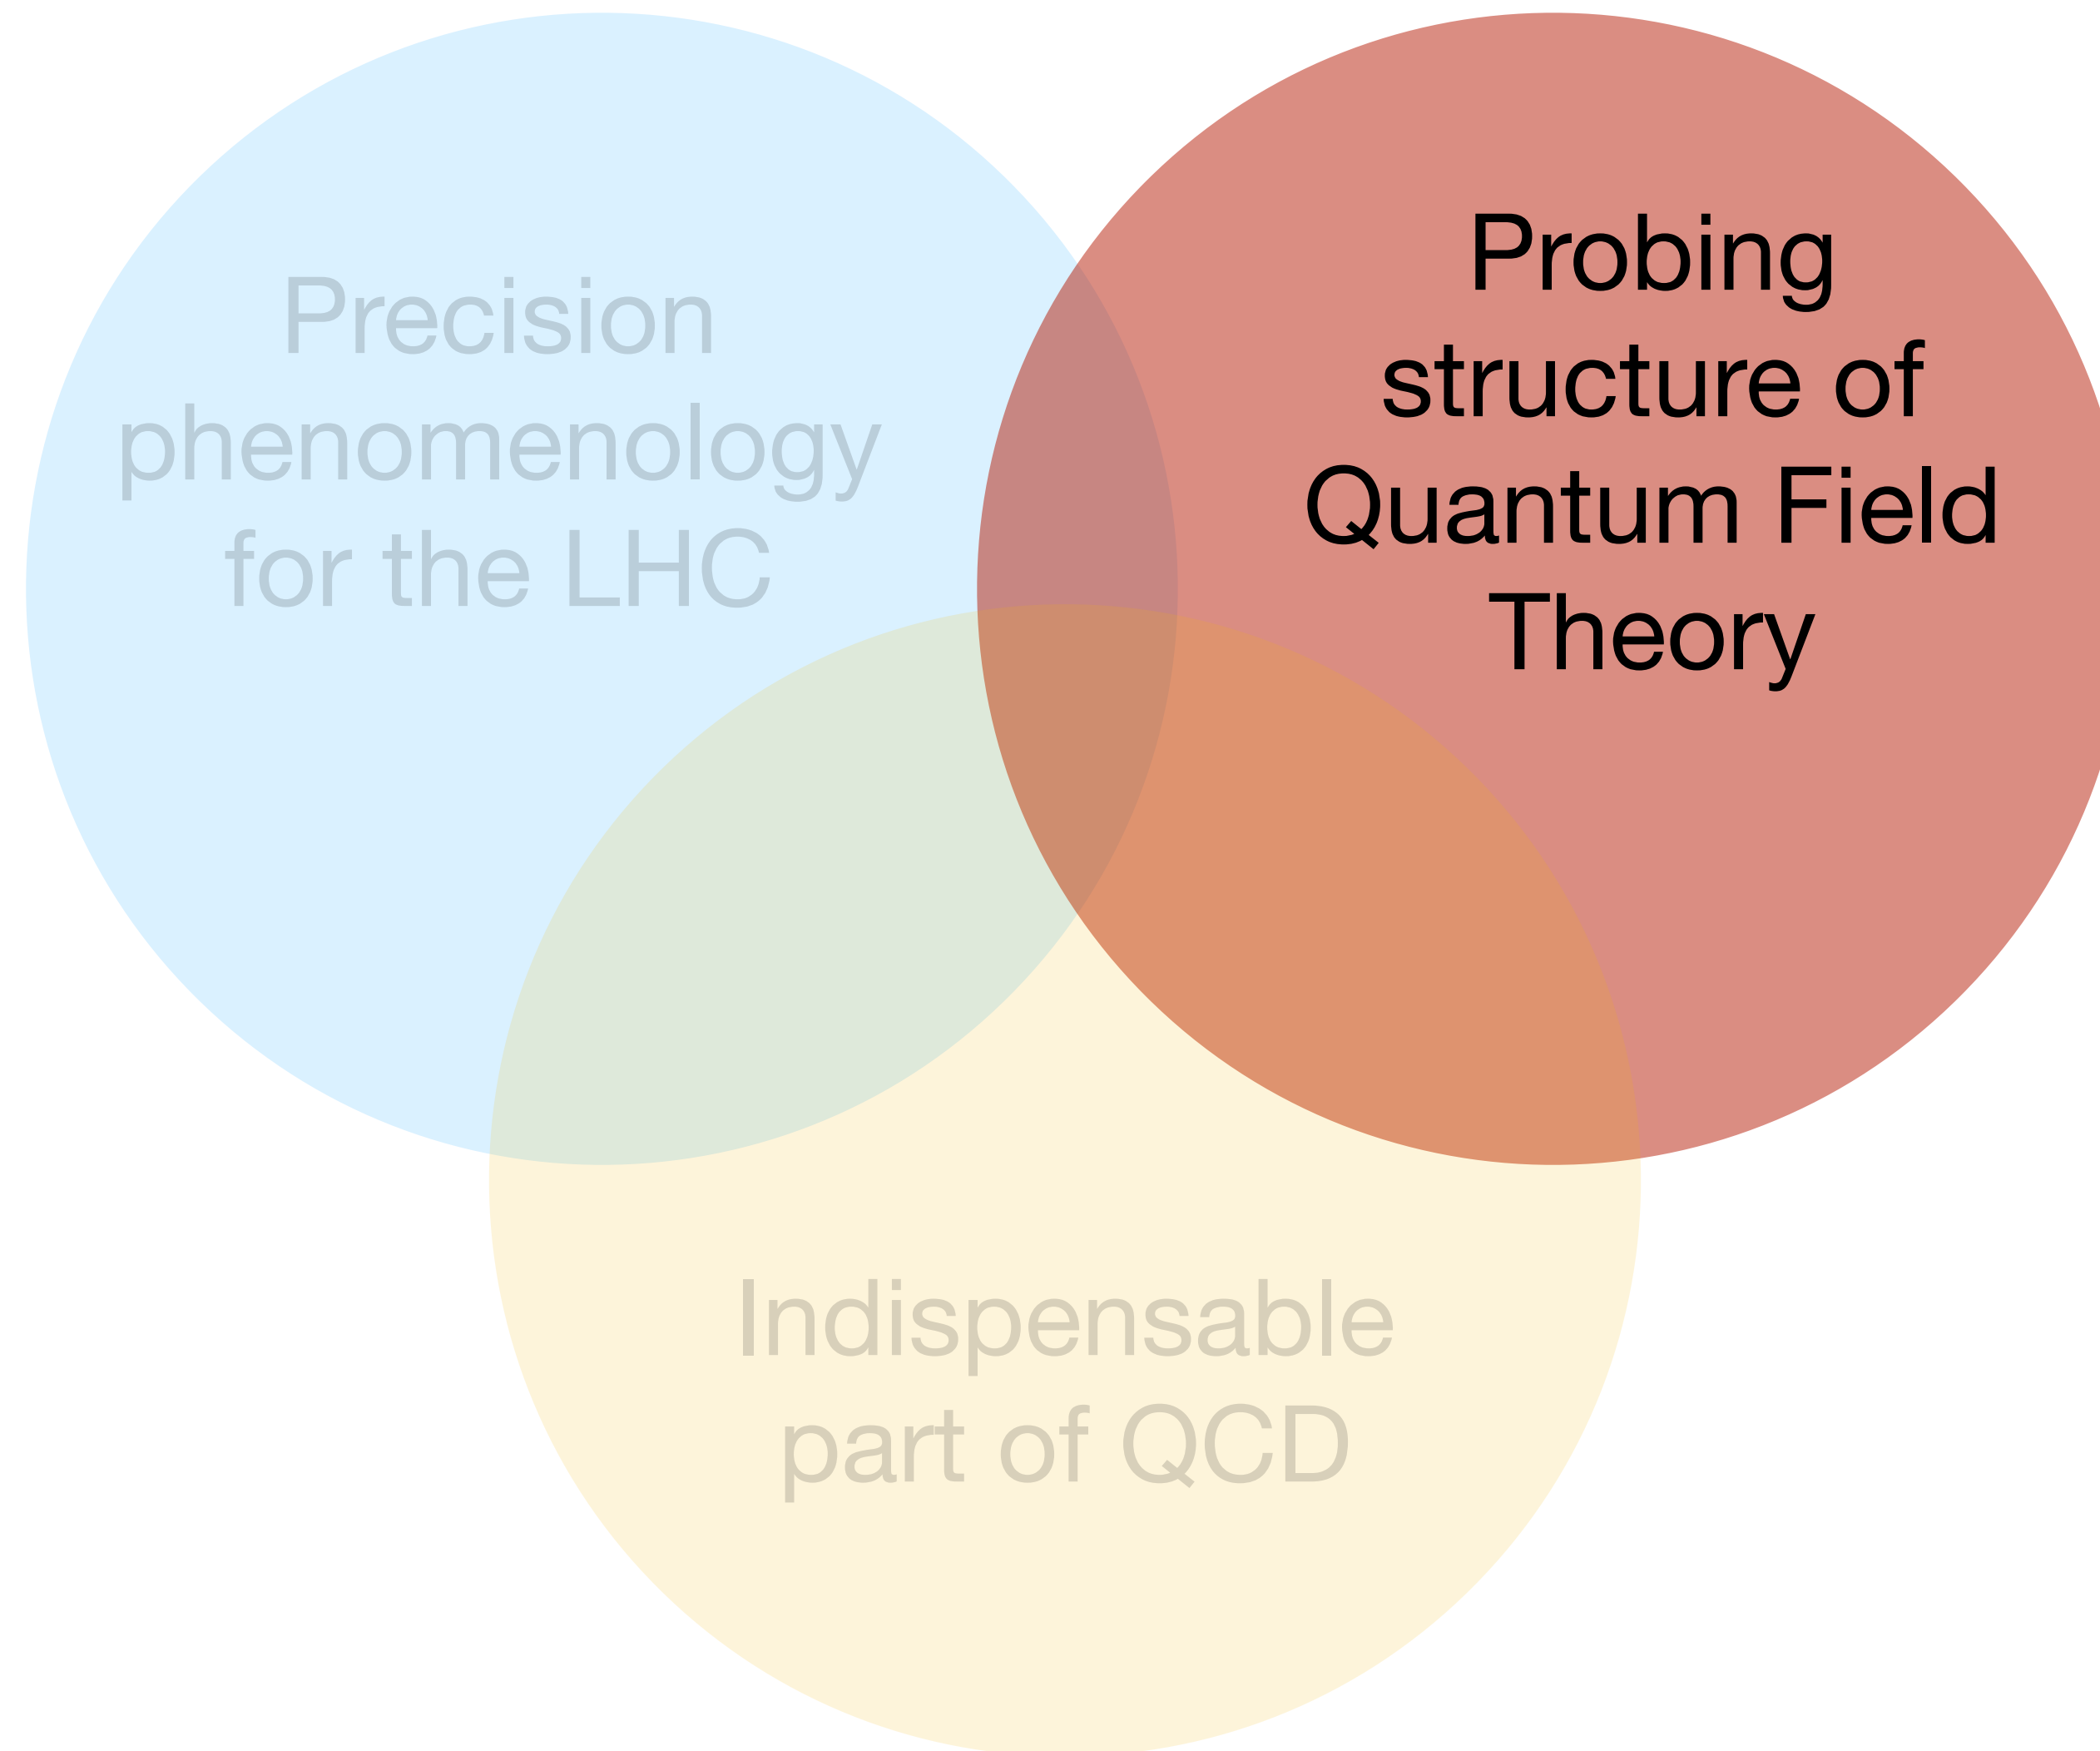 Precision
phenomenology
for the LHC
Probing
structure of
Quantum Field
Theory
Indispensable
part of QCD